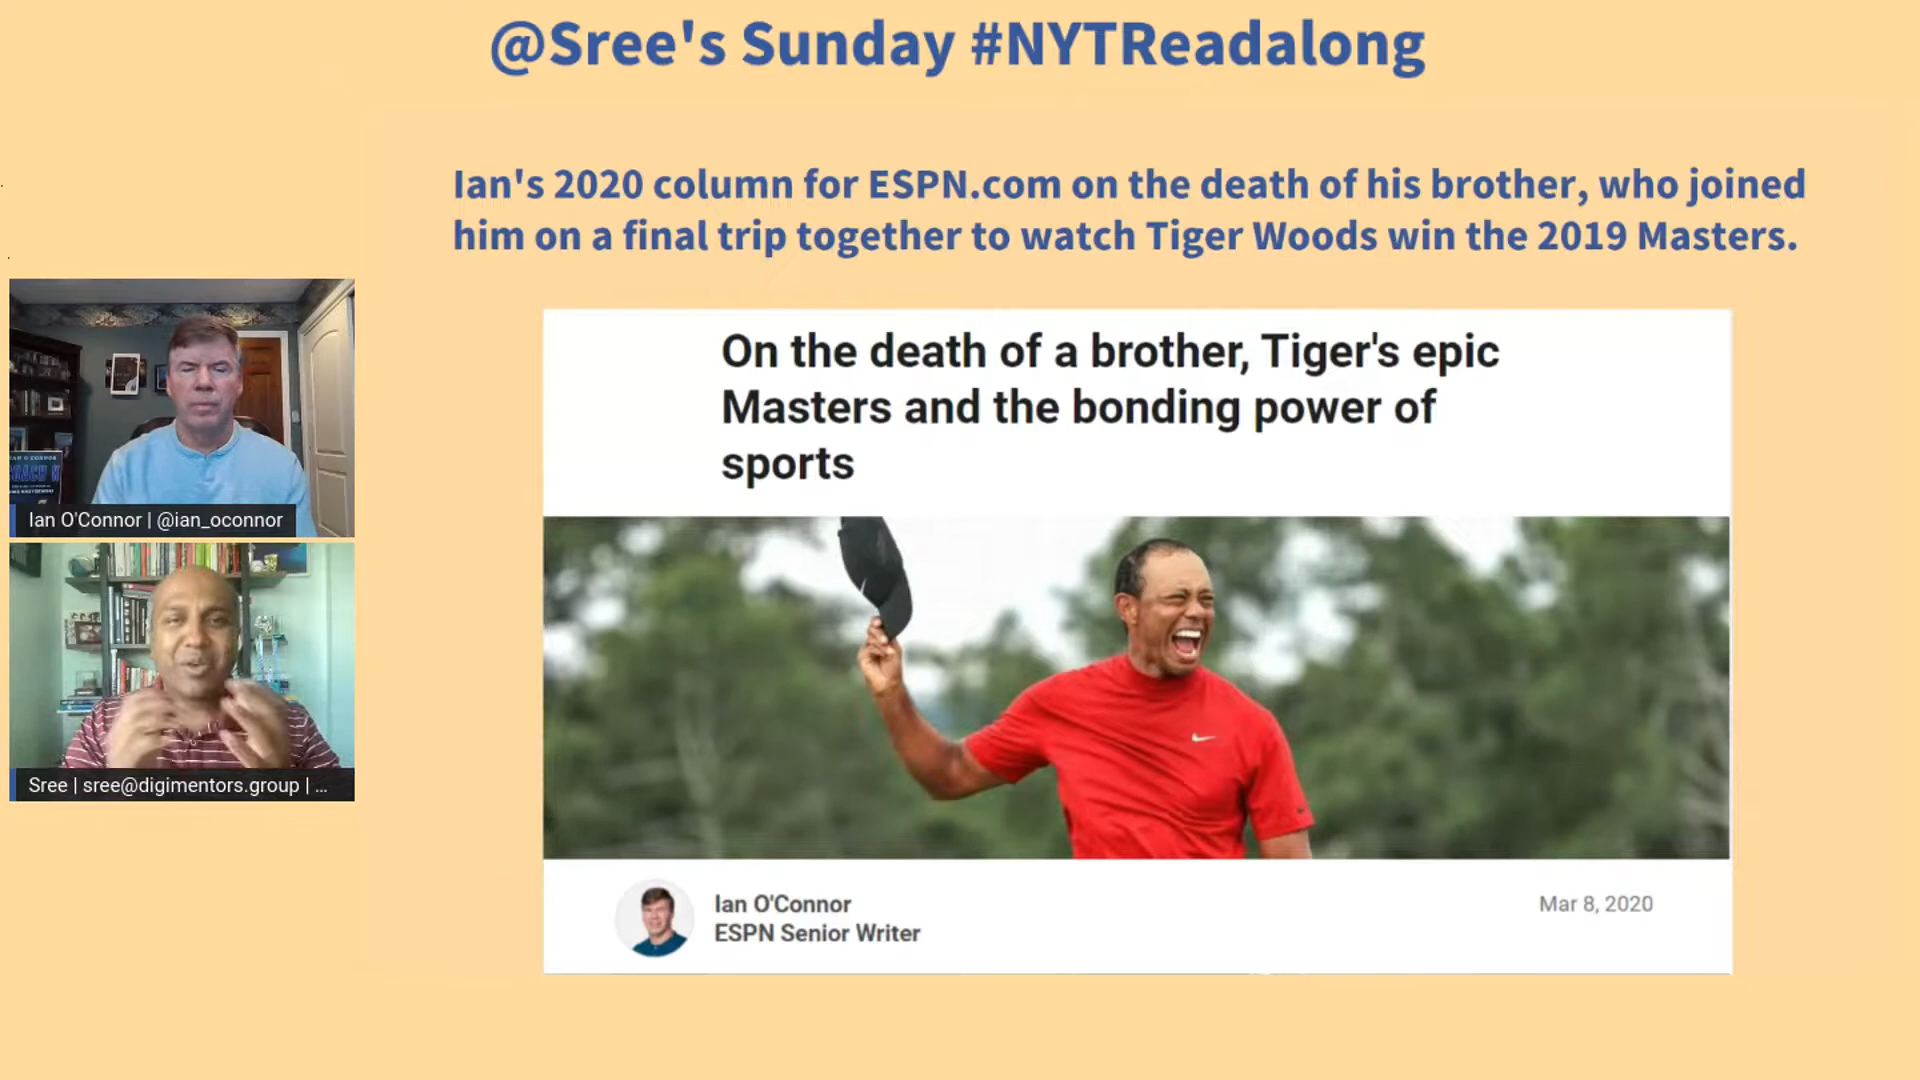 @Sree's Sunday #NYTReadalong
Ian's 2020 column for ESPN.com on the death of his brother, who joined
him on a final trip together to watch Tiger Woods win the 2019 Masters.
On the death of a brother, Tiger's epic
Masters and the bonding power of
sports
IAN O'CONNOR
COACH K
Ian O'Connor | @ian_oconnor
Sree | sree@digimentors.group | ...
Ian O'Connor
Mar 8, 2020
ESPN Senior Writer